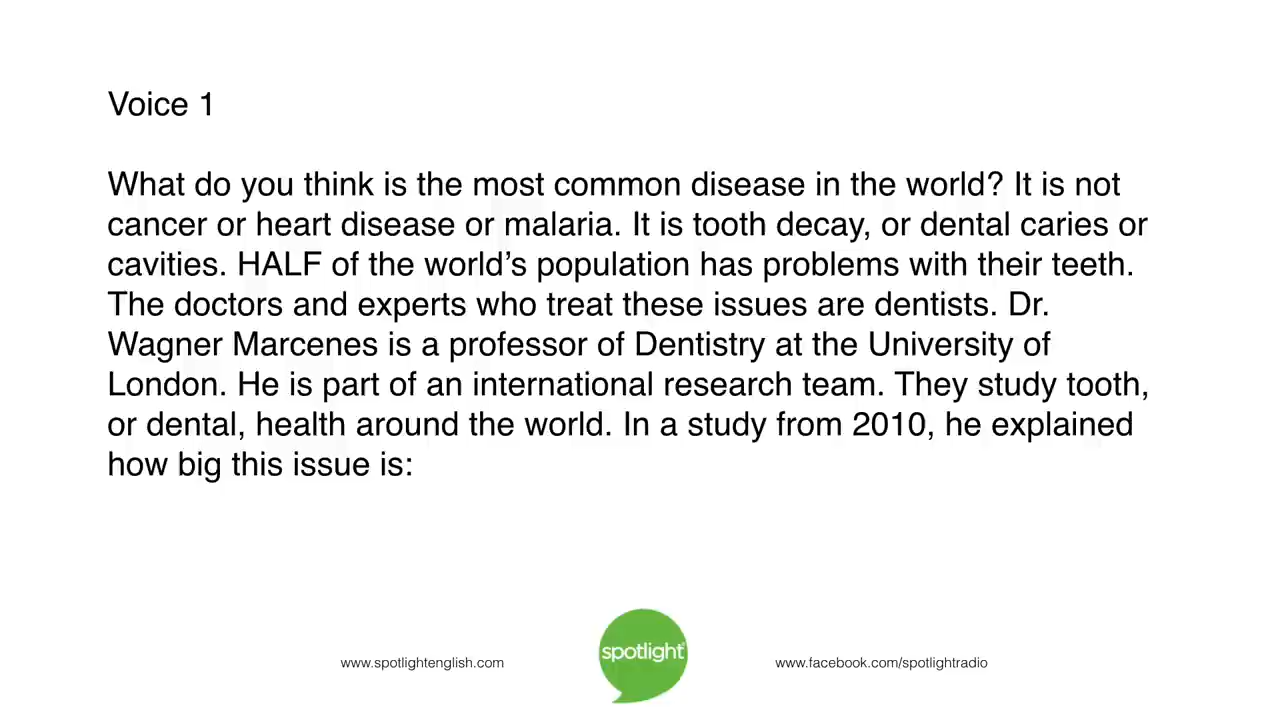 Voice 1
What do you think is the most common disease in the world? It is not
cancer or heart disease or malaria. It is tooth decay, or dental caries or
cavities. HALF of the world’s population has problems with their teeth.
The doctors and experts who treat these issues are dentists. Dr.
Wagner Marcenes is a professor of Dentistry at the University of
London. He is part of an international research team. They study tooth,
or dental, health around the world. In a study from 2010, he explained
how big this issue is:
www.spotlightenglish.com
spotlight
www.facebook.com/spotlightradio